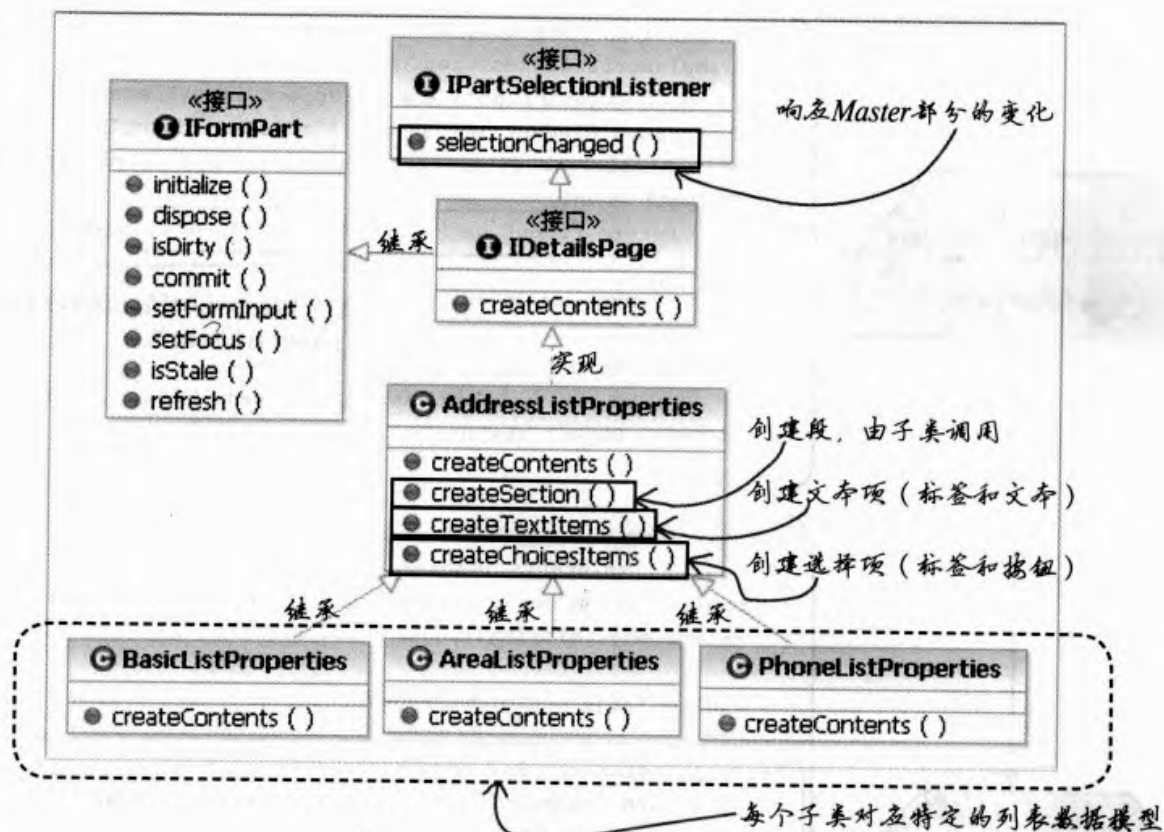 «接口»
IPartSelectionListener
selectionChanged ( )
响应Master部分的变化
«接口»
IFormPart
initialize ( )
dispose ( )
isDirty ( )
commit ( )
setFormInput ( )
setFocus ( )
isStale ( )
refresh ( )
继承
«接口»
IDetailsPage
createContents ( )
实现
AddressListProperties
createContents ( )
createSection ( )
createTextItems ( )
createChoicesItems ( )
创建段，由子类调用
创建文本项（标签和文本）
创建选择项（标签和按钮）
继承
继承
继承
BasicListProperties
createContents ( )
AreaListProperties
createContents ( )
PhoneListProperties
createContents ( )
每个子类对应特定的列表数据模型